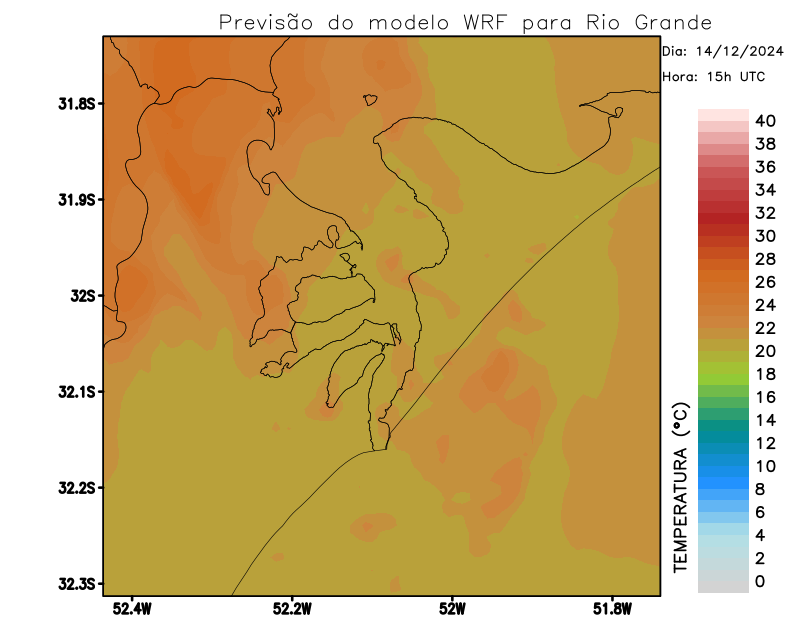 Previsão do modelo WRF para Rio Grande
Dia: 14/12/2024
Hora: 15h UTC
31.8S
31.9S
32S
32.1S
32.2S
32.3S
52.4W
52.2W
52W
51.8W
TEMPERATURA (°C)
40
38
36
34
32
30
28
26
24
22
20
18
16
14
12
10
8
6
4
2
0